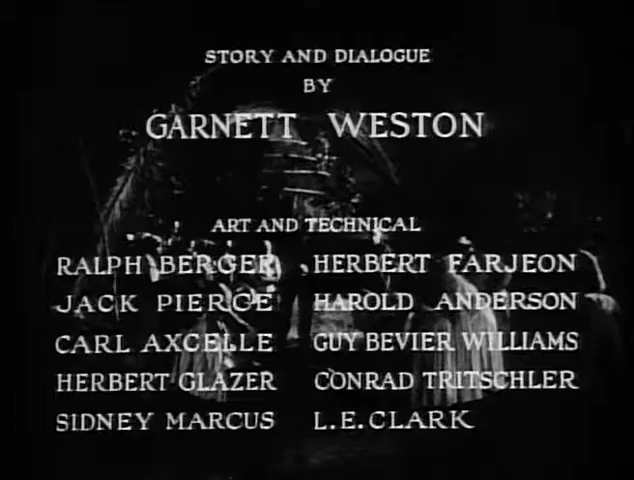 STORY AND DIALOGUE
BY
GARNETT WESTON
ART AND TECHNICAL
RALPH BERGER HERBERT FARJEON
JACK PIERCE HAROLD ANDERSON
CARL AXCELLE GUY BEVIER WILLIAMS
HERBERT GLAZER CONRAD TRITSCHLER
SIDNEY MARCUS L.E.CLARK